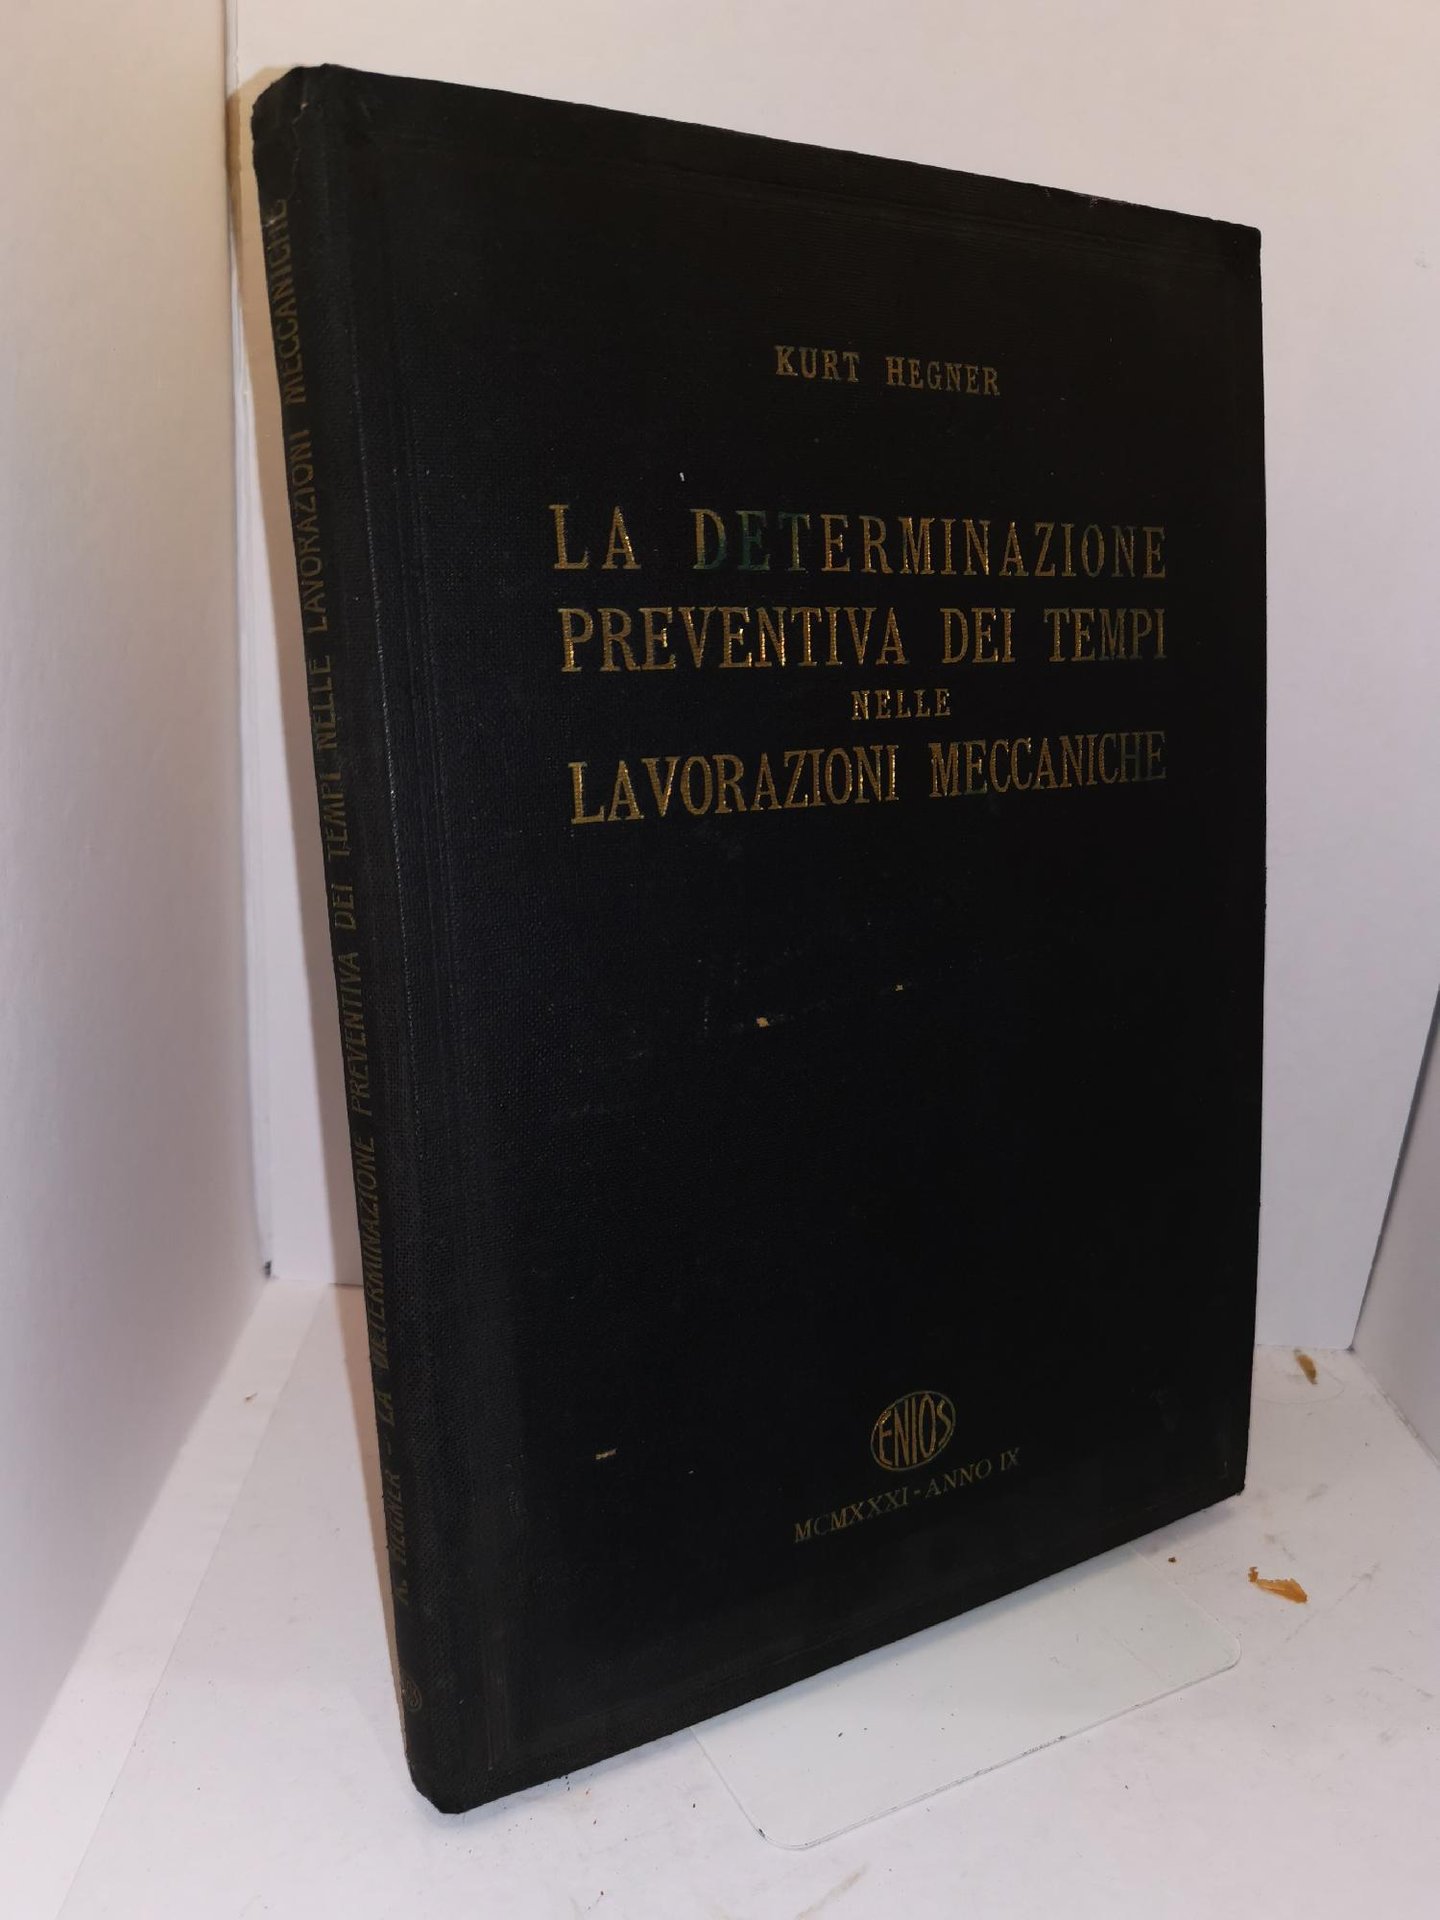 KURT HEGNER
LA DETERMINAZIONE
PREVENTIVA DEI TEMPI
NELLE
LAVORAZIONI MECCANICHE
ENIOS
MCMXXXI - ANNO IX
K. HEGNER - LA DETERMINAZIONE PREVENTIVA DEI TEMPI NELLE LAVORAZIONI MECCANICHE